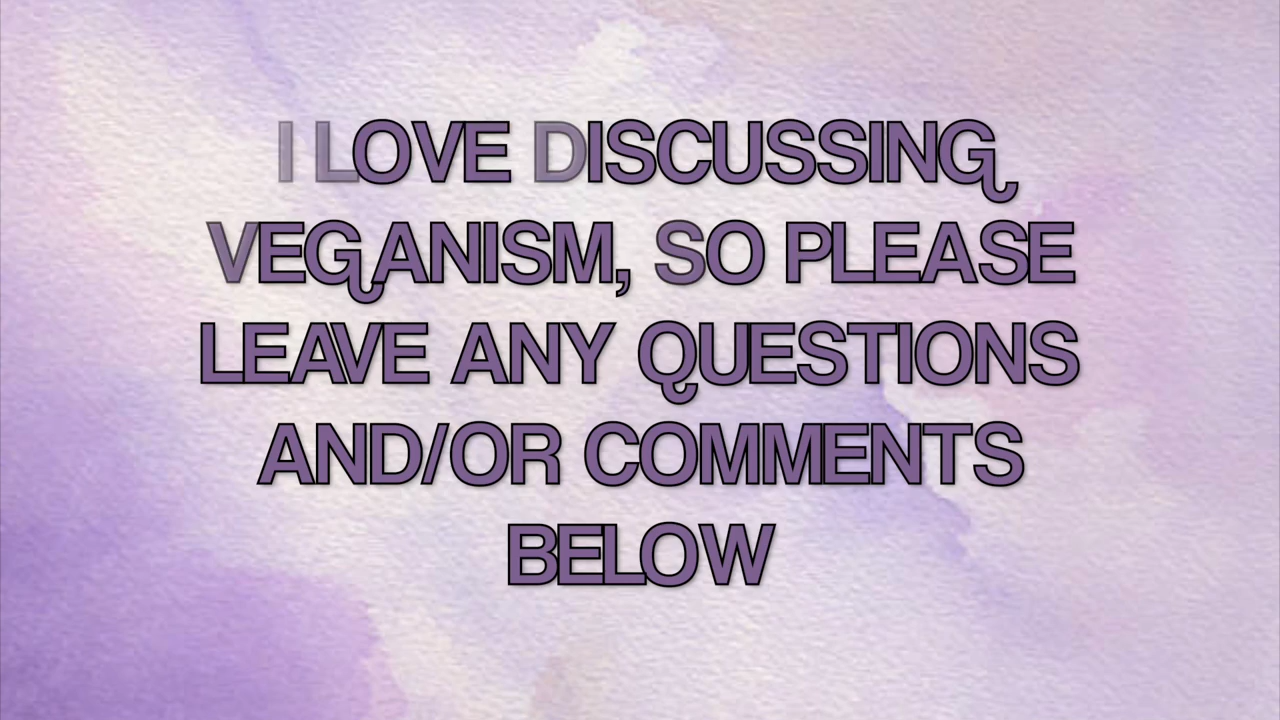 I LOVE DISCUSSING
VEGANISM, SO PLEASE
LEAVE ANY QUESTIONS
AND/OR COMMENTS
BELOW